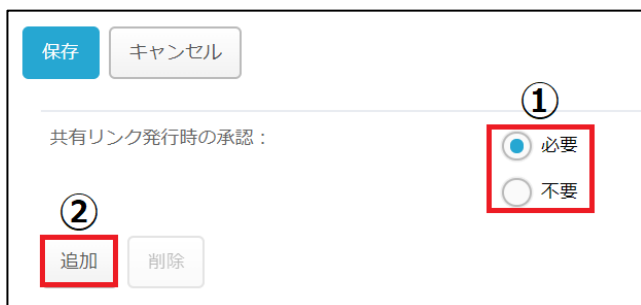 保存 キャンセル
①
共有リンク発行時の承認：
必要
不要
②
追加 削除